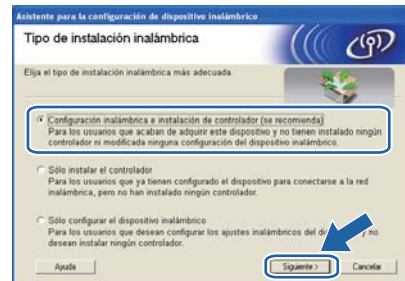 Asistente para la configuración de dispositivo inalámbrico
Tipo de instalación inalámbrica
Elija el tipo de instalación inalámbrica más adecuada.
Configuración inalámbrica e instalación de controlador (se recomienda)
Para los usuarios que acaban de adquirir este dispositivo y no tienen instalado ningún
controlador ni modificada ninguna configuración del dispositivo inalámbrico.
Sólo instalar el controlador
Para los usuarios que ya tienen configurado el dispositivo para conectarse a la red
inalámbrica, pero no han instalado ningún controlador.
Sólo configurar el dispositivo inalámbrico
Para los usuarios que desean configurar los ajustes inalámbricos del y no
desean instalar ningún controlador.
Ayuda
Siguiente >
Cancelar